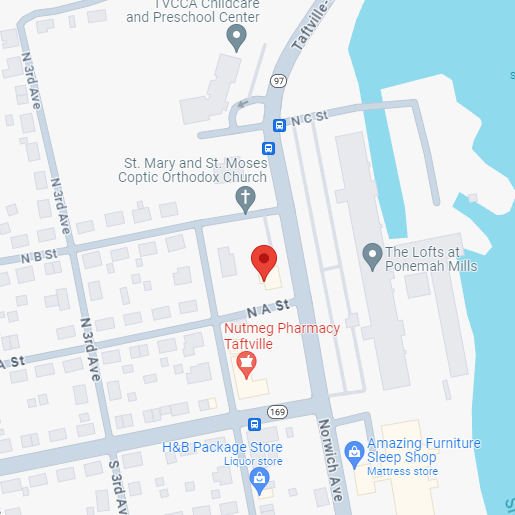 TVCCA Childcare
and Preschool Center
N 3rd Ave
Taftville-
97
N C St
St. Mary and St. Moses
Coptic Orthodox Church
N 3rd Ave
N B St
The Lofts at
Ponemah Mills
N A St
Nutmeg Pharmacy
Taftville
N 3rd Ave
A St
169
Norwich Ave
H&B Package Store
Liquor store
Amazing Furniture
Sleep Shop
Mattress store
S 3rd Ave